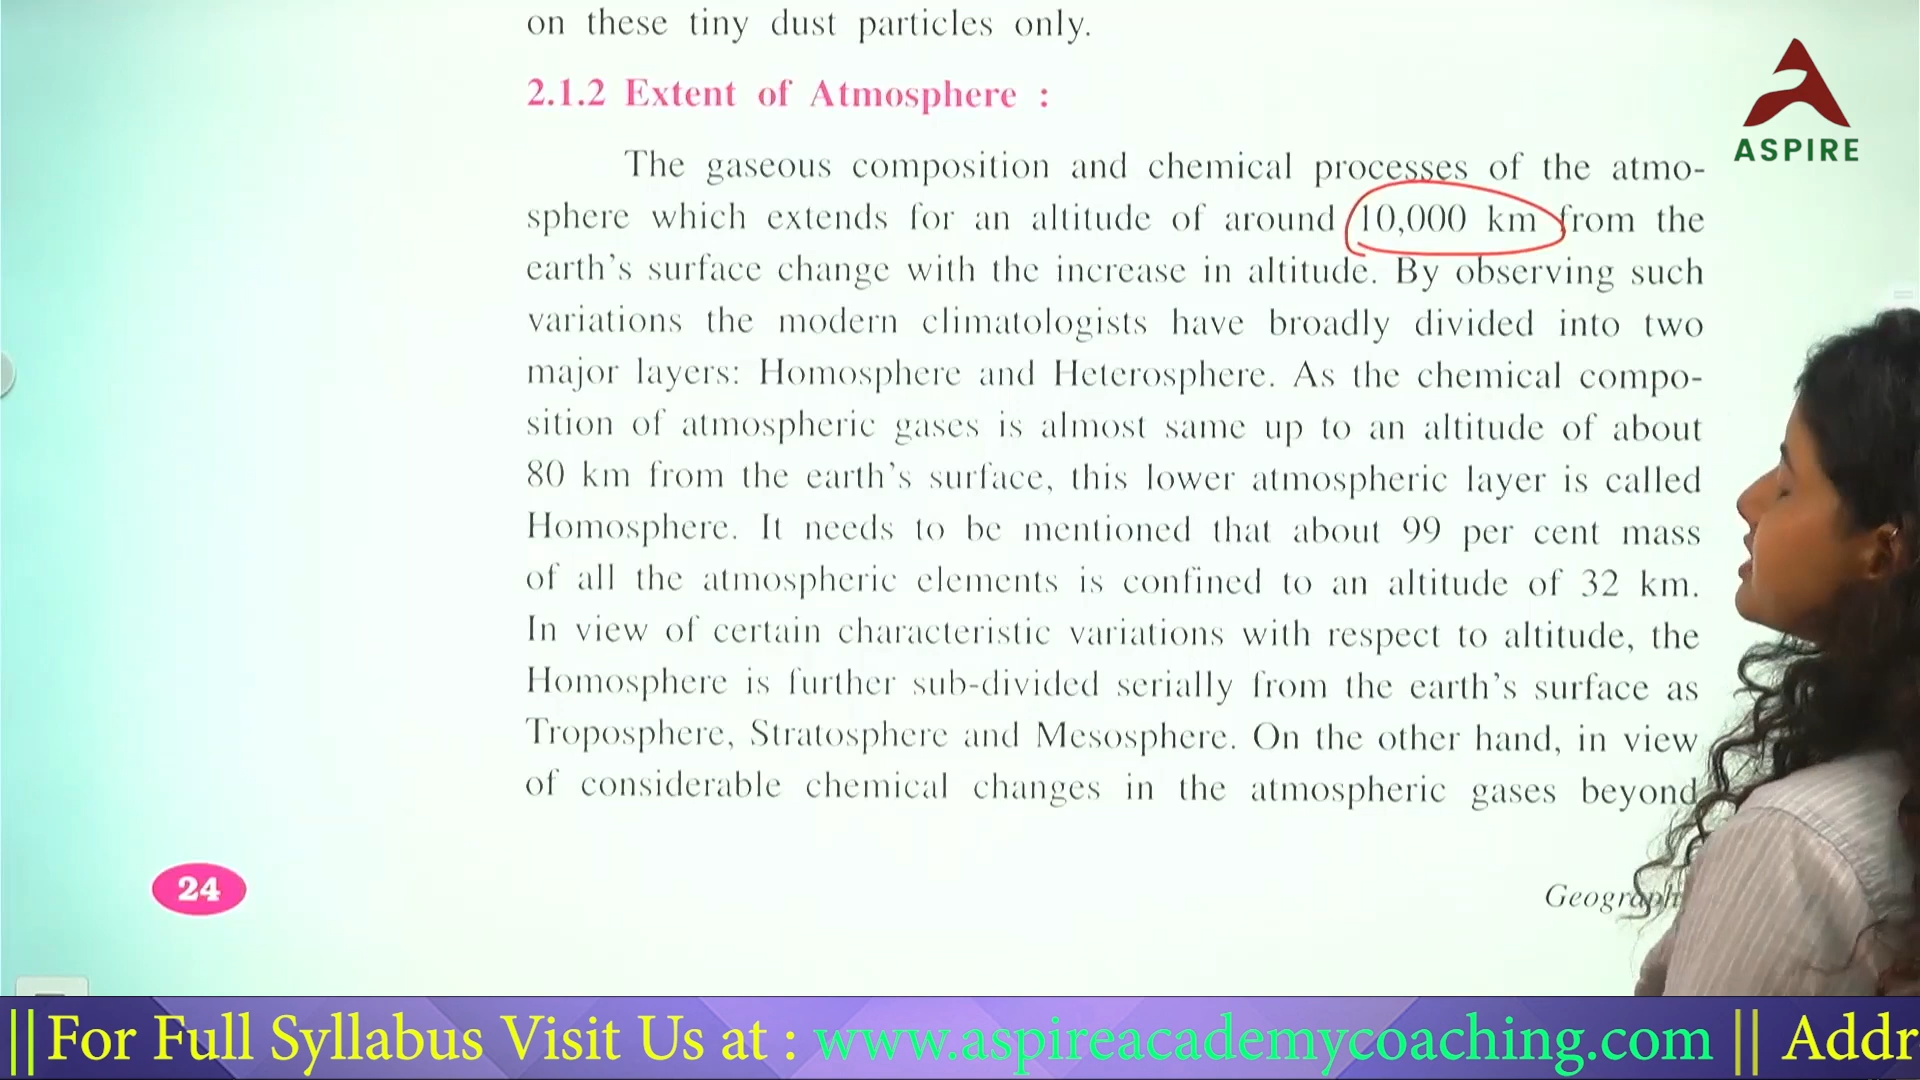 on these tiny dust particles only.
2.1.2 Extent of Atmosphere :
ASPIRE
The gaseous composition and chemical processes of the atmo-
sphere which extends for an altitude of around 10,000 km from the
earth's surface change with the increase in altitude. By observing such
variations the modern climatologists have broadly divided into two
major layers: Homosphere and Heterosphere. As the chemical compo-
sition of atmospheric gases is almost same up to an altitude of about
80 km from the earth's surface, this lower atmospheric layer is called
Homosphere. It needs to be mentioned that about 99 per cent mass
of all the atmospheric elements is confined to an altitude of 32 km.
In view of certain characteristic variations with respect to altitude, the
Homosphere is further sub-divided serially from the earth's surface as
Troposphere, Stratosphere and Mesosphere. On the other hand, in view
of considerable chemical changes in the atmospheric gases beyond
24
Geograph
||For Full Syllabus Visit Us at : www.aspireacademycoaching.com || Addr